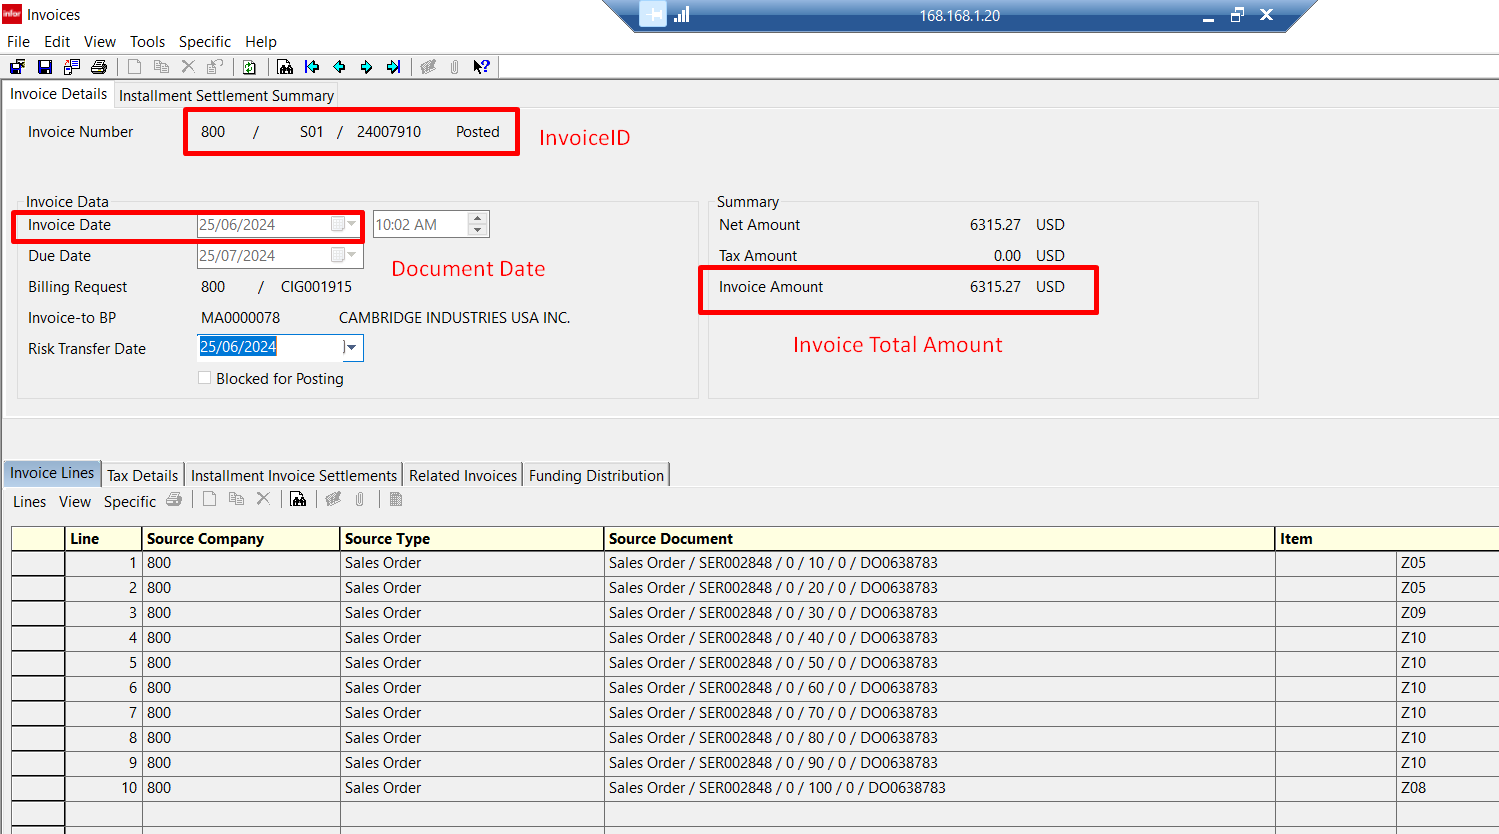 infor Invoices
168.168.1.20
File Edit View Tools Specific Help
Invoice Details Installment Settlement Summary
Invoice Number 800 / S01 / 24007910 Posted
InvoiceID
Invoice Data
Invoice Date 25/06/2024 10:02 AM
Due Date 25/07/2024
Document Date
Billing Request 800 / CIG001915
Invoice-to BP MA0000078 CAMBRIDGE INDUSTRIES USA INC.
Risk Transfer Date 25/06/2024
Blocked for Posting
Summary
Net Amount 6315.27 USD
Tax Amount 0.00 USD
Invoice Amount 6315.27 USD
Invoice Total Amount
Invoice Lines Tax Details Installment Invoice Settlements Related Invoices Funding Distribution
Lines View Specific
Line Source Company Source Type Source Document Item
1 800 Sales Order Sales Order / SER002848 / 0 / 10 / 0 / DO0638783 Z05
2 800 Sales Order Sales Order / SER002848 / 0 / 20 / 0 / DO0638783 Z05
3 800 Sales Order Sales Order / SER002848 / 0 / 30 / 0 / DO0638783 Z09
4 800 Sales Order Sales Order / SER002848 / 0 / 40 / 0 / DO0638783 Z10
5 800 Sales Order Sales Order / SER002848 / 0 / 50 / 0 / DO0638783 Z10
6 800 Sales Order Sales Order / SER002848 / 0 / 60 / 0 / DO0638783 Z10
7 800 Sales Order Sales Order / SER002848 / 0 / 70 / 0 / DO0638783 Z10
8 800 Sales Order Sales Order / SER002848 / 0 / 80 / 0 / DO0638783 Z10
9 800 Sales Order Sales Order / SER002848 / 0 / 90 / 0 / DO0638783 Z10
10 800 Sales Order Sales Order / SER002848 / 0 / 100 / 0 / DO0638783 Z08